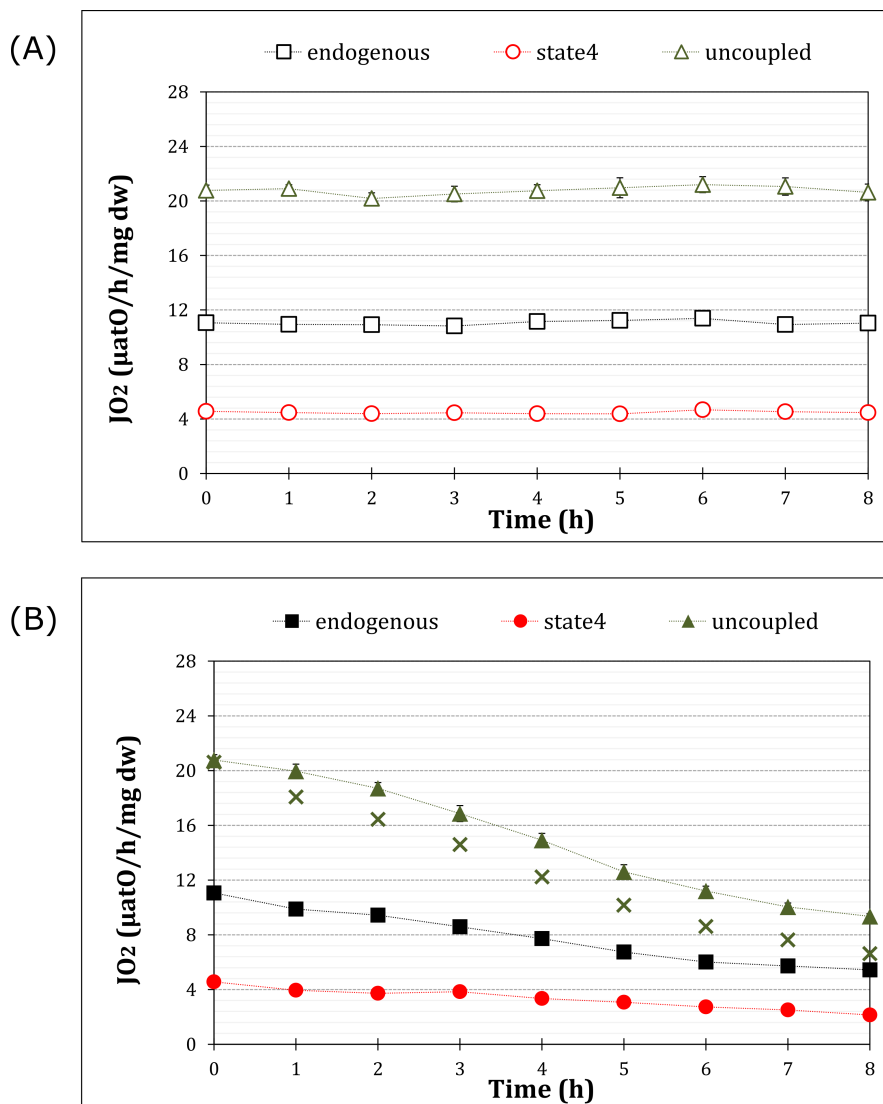 (A)
endogenous state4 uncoupled
28
24
20
16
12
8
4
0
JO2 (µatO/h/mg dw)
0 1 2 3 4 5 6 7 8
Time (h)
(B)
endogenous state4 uncoupled
28
24
20
16
12
8
4
0
JO2 (µatO/h/mg dw)
0 1 2 3 4 5 6 7 8
Time (h)